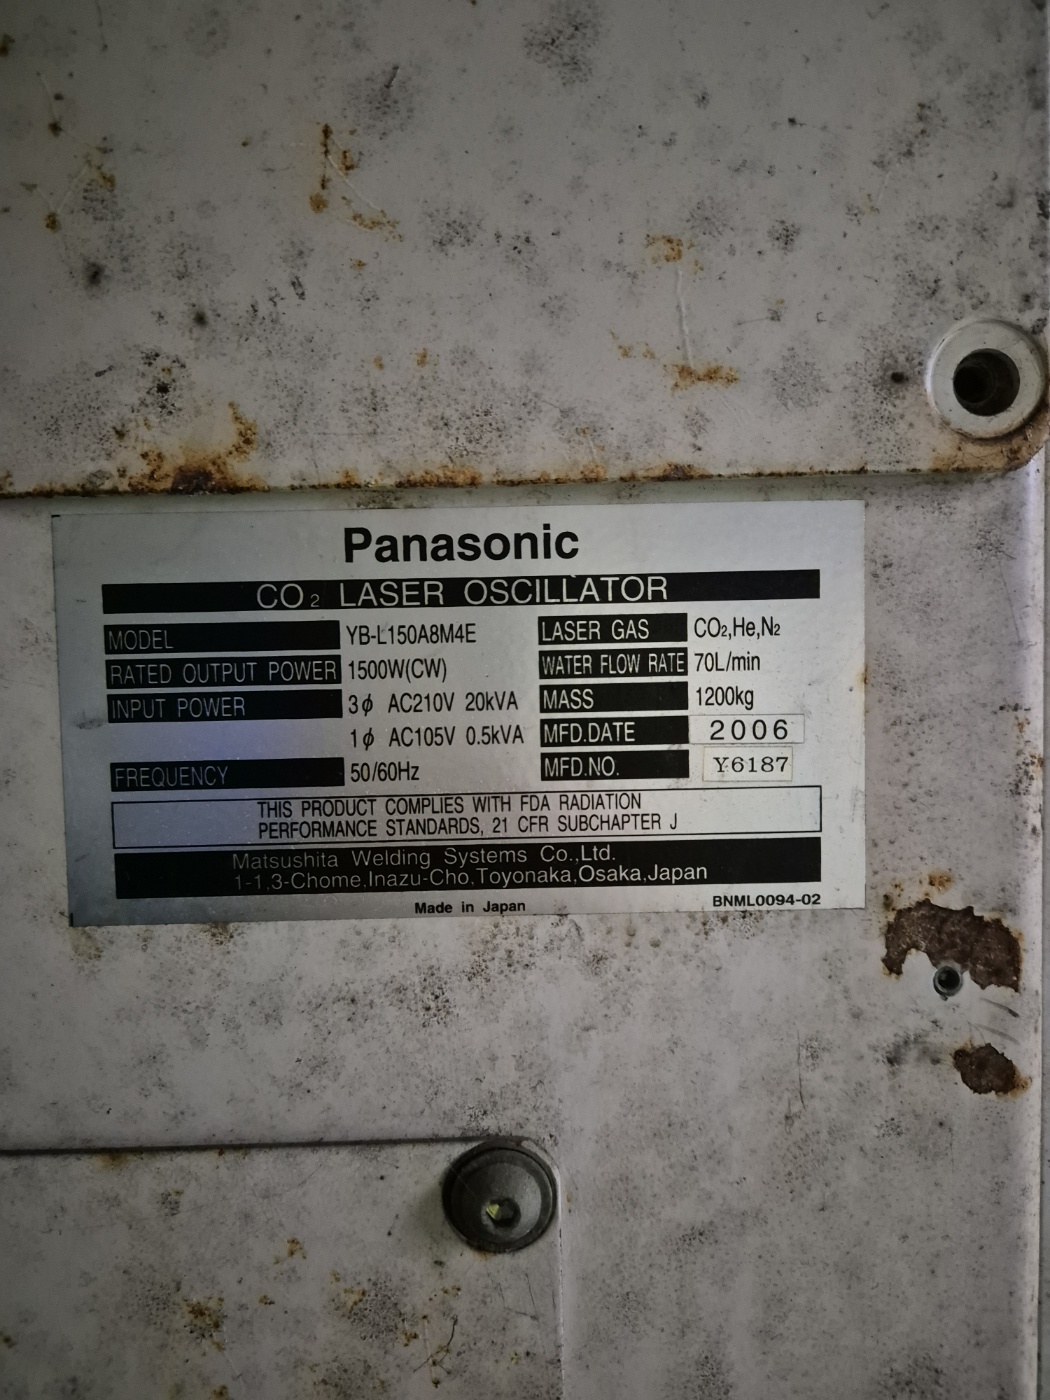 Panasonic
CO₂ LASER OSCILLATOR
MODEL YB-L150A8M4E LASER GAS CO₂,He,N₂
RATED OUTPUT POWER 1500W(CW) WATER FLOW RATE 70L/min
INPUT POWER 3ϕ AC210V 20kVA MASS 1200kg
1ϕ AC105V 0.5kVA MFD.DATE 2006
FREQUENCY 50/60Hz MFD.NO. Y6187
THIS PRODUCT COMPLIES WITH FDA RADIATION
PERFORMANCE STANDARDS, 21 CFR SUBCHAPTER J
Matsushita Welding Systems Co.,Ltd.
1-1,3-Chome,Inazu-Cho,Toyonaka,Osaka,Japan
Made in Japan BNML0094-02